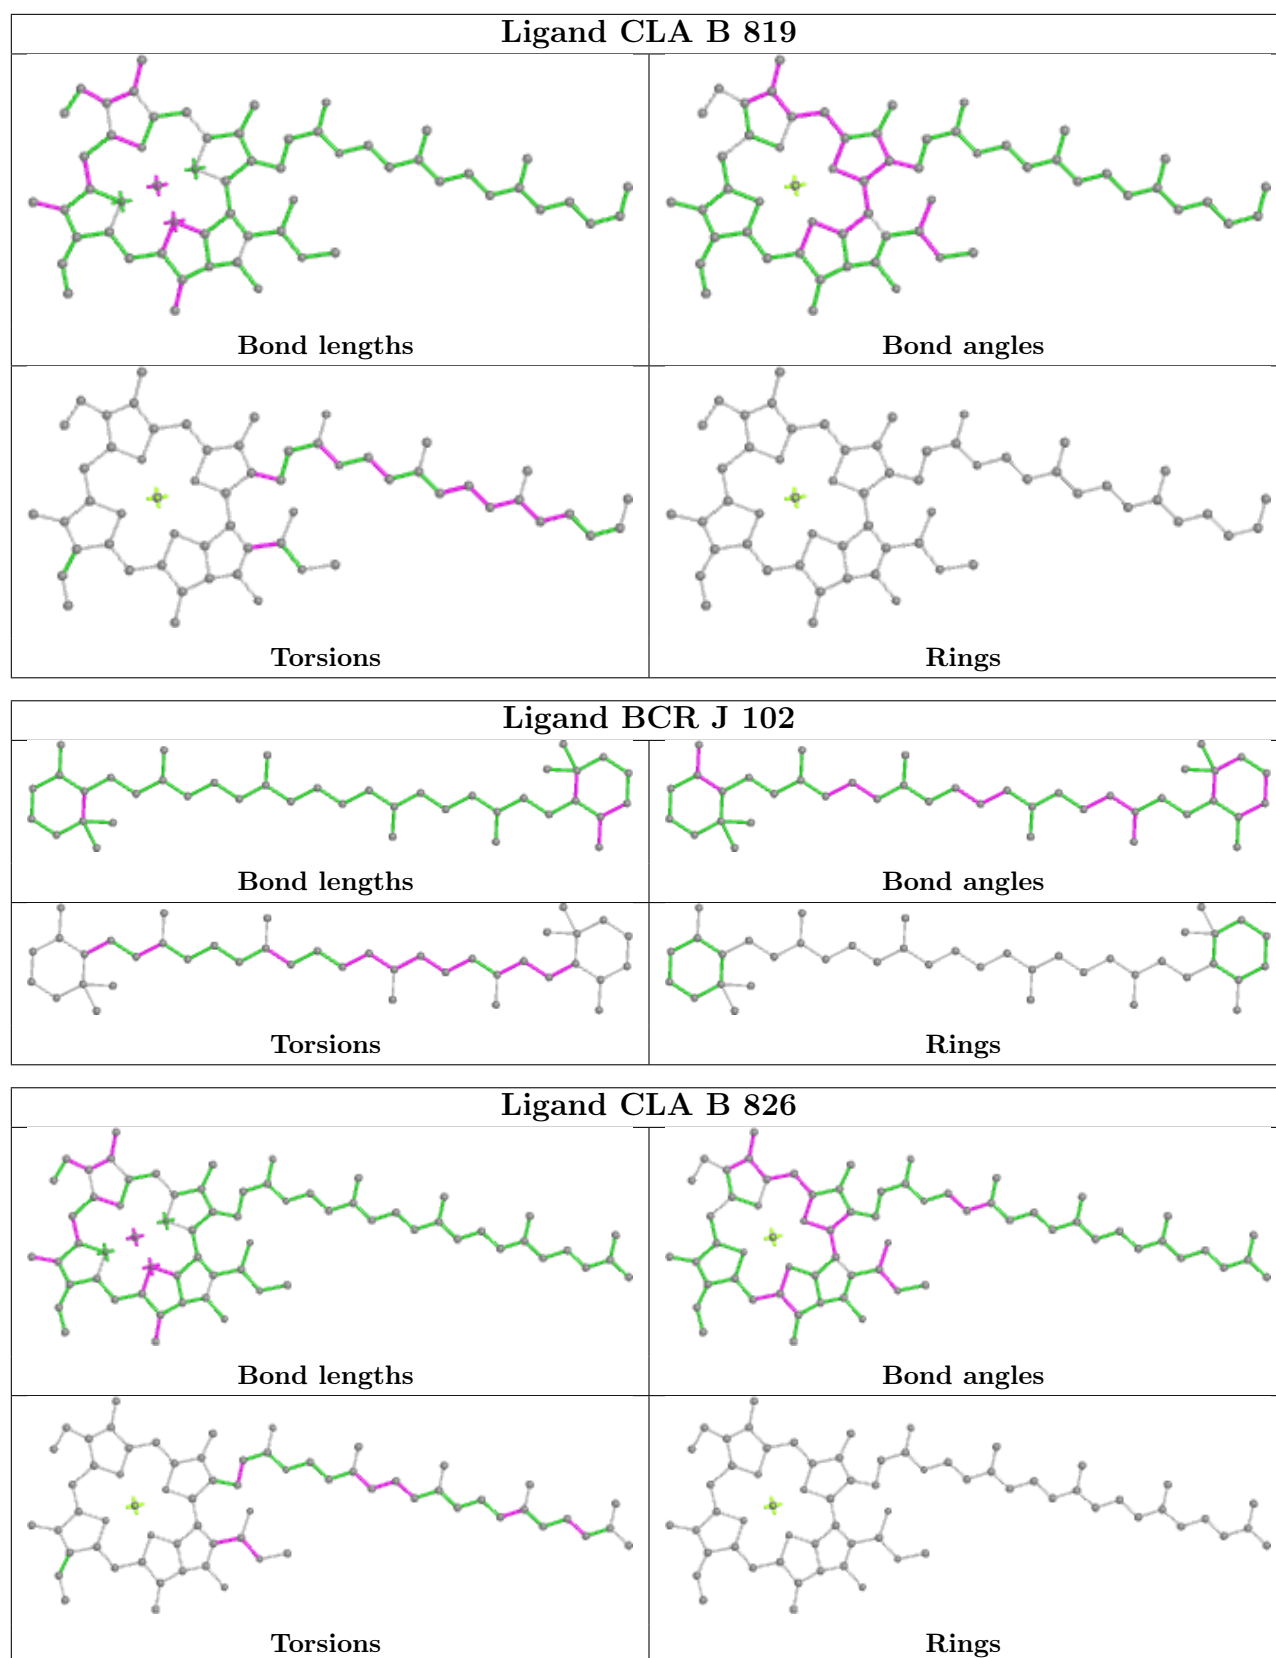 Ligand CLA B 819
Bond lengths
Bond angles
Torsions
Rings
Ligand BCR J 102
Bond lengths
Bond angles
Torsions
Rings
Ligand CLA B 826
Bond lengths
Bond angles
Torsions
Rings